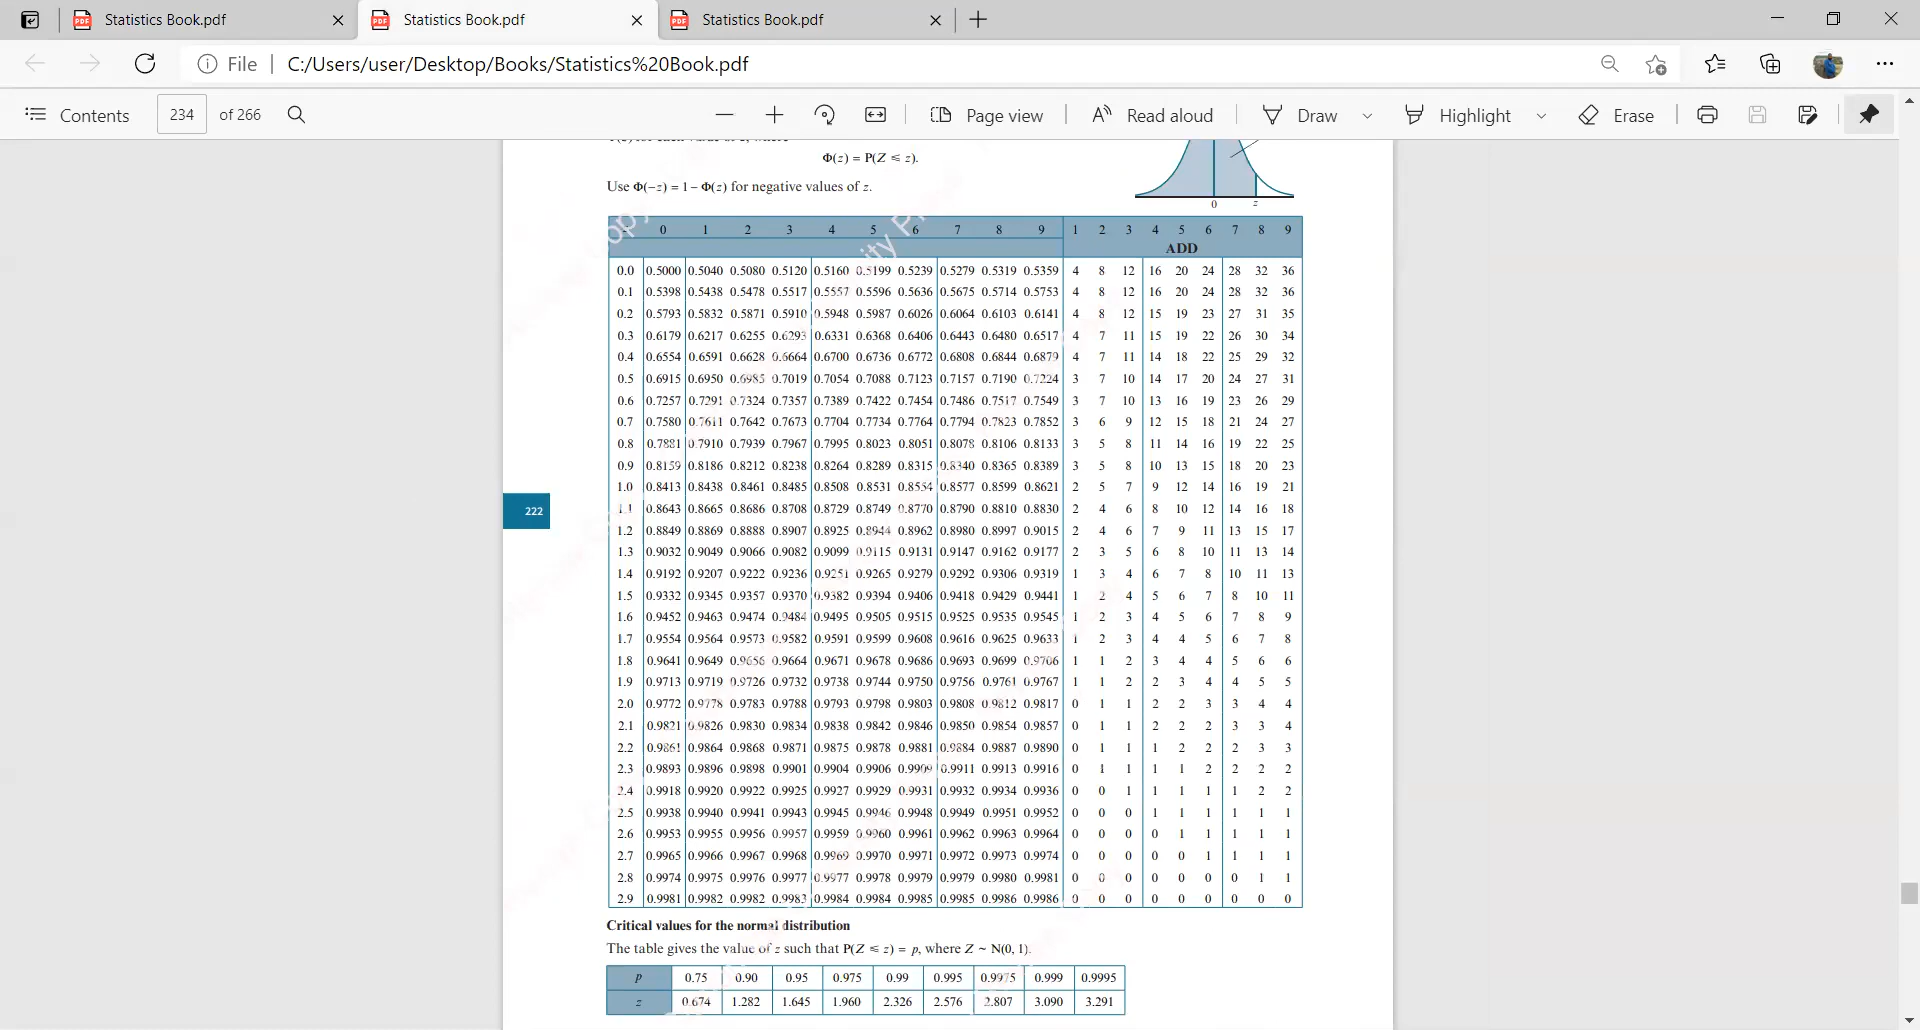 Statistics Book.pdf
Statistics Book.pdf
Statistics Book.pdf
File C:/Users/user/Desktop/Books/Statistics%20Book.pdf
Contents 234 of 266 Page view Read aloud Draw Highlight Erase
Φ(z) = P(Z ⩽ z).
Use Φ(−z) = 1 − Φ(z) for negative values of z.
0 z
0 1 2 3 4 5 6 7 8 9 1 2 3 4 5 6 7 8 9
ADD
0.0 0.5000 0.5040 0.5080 0.5120 0.5160 0.5199 0.5239 0.5279 0.5319 0.5359 4 8 12 16 20 24 28 32 36
0.1 0.5398 0.5438 0.5478 0.5517 0.5557 0.5596 0.5636 0.5675 0.5714 0.5753 4 8 12 16 20 24 28 32 36
0.2 0.5793 0.5832 0.5871 0.5910 0.5948 0.5987 0.6026 0.6064 0.6103 0.6141 4 8 12 15 19 23 27 31 35
0.3 0.6179 0.6217 0.6255 0.6293 0.6331 0.6368 0.6406 0.6443 0.6480 0.6517 4 7 11 15 19 22 26 30 34
0.4 0.6554 0.6591 0.6628 0.6664 0.6700 0.6736 0.6772 0.6808 0.6844 0.6879 4 7 11 14 18 22 25 29 32
0.5 0.6915 0.6950 0.6985 0.7019 0.7054 0.7088 0.7123 0.7157 0.7190 0.7224 3 7 10 14 17 20 24 27 31
0.6 0.7257 0.7291 0.7324 0.7357 0.7389 0.7422 0.7454 0.7486 0.7517 0.7549 3 7 10 13 16 19 23 26 29
0.7 0.7580 0.7611 0.7642 0.7673 0.7704 0.7734 0.7764 0.7794 0.7823 0.7852 3 6 9 12 15 18 21 24 27
0.8 0.7881 0.7910 0.7939 0.7967 0.7995 0.8023 0.8051 0.8078 0.8106 0.8133 3 5 8 11 14 16 19 22 25
0.9 0.8159 0.8186 0.8212 0.8238 0.8264 0.8289 0.8315 0.8340 0.8365 0.8389 3 5 8 10 13 15 18 20 23
1.0 0.8413 0.8438 0.8461 0.8485 0.8508 0.8531 0.8554 0.8577 0.8599 0.8621 2 5 7 9 12 14 16 19 21
1.1 0.8643 0.8665 0.8686 0.8708 0.8729 0.8749 0.8770 0.8790 0.8810 0.8830 2 4 6 8 10 12 14 16 18
222
1.2 0.8849 0.8869 0.8888 0.8907 0.8925 0.8944 0.8962 0.8980 0.8997 0.9015 2 4 6 7 9 11 13 15 17
1.3 0.9032 0.9049 0.9066 0.9082 0.9099 0.9115 0.9131 0.9147 0.9162 0.9177 2 3 5 6 8 10 11 13 14
1.4 0.9192 0.9207 0.9222 0.9236 0.9251 0.9265 0.9279 0.9292 0.9306 0.9319 1 3 4 6 7 8 10 11 13
1.5 0.9332 0.9345 0.9357 0.9370 0.9382 0.9394 0.9406 0.9418 0.9429 0.9441 1 2 4 5 6 7 8 10 11
1.6 0.9452 0.9463 0.9474 0.9484 0.9495 0.9505 0.9515 0.9525 0.9535 0.9545 1 2 3 4 5 6 7 8 9
1.7 0.9554 0.9564 0.9573 0.9582 0.9591 0.9599 0.9608 0.9616 0.9625 0.9633 1 2 3 4 4 5 6 7 8
1.8 0.9641 0.9649 0.9656 0.9664 0.9671 0.9678 0.9686 0.9693 0.9699 0.9706 1 1 2 3 4 4 5 6 6
1.9 0.9713 0.9719 0.9726 0.9732 0.9738 0.9744 0.9750 0.9756 0.9761 0.9767 1 1 2 2 3 4 4 5 5
2.0 0.9772 0.9778 0.9783 0.9788 0.9793 0.9798 0.9803 0.9808 0.9812 0.9817 0 1 1 2 2 3 3 4 4
2.1 0.9821 0.9826 0.9830 0.9834 0.9838 0.9842 0.9846 0.9850 0.9854 0.9857 0 1 1 2 2 2 3 3 4
2.2 0.9861 0.9864 0.9868 0.9871 0.9875 0.9878 0.9881 0.9884 0.9887 0.9890 0 1 1 1 2 2 2 3 3
2.3 0.9893 0.9896 0.9898 0.9901 0.9904 0.9906 0.9909 0.9911 0.9913 0.9916 0 1 1 1 1 2 2 2 2
2.4 0.9918 0.9920 0.9922 0.9925 0.9927 0.9929 0.9931 0.9932 0.9934 0.9936 0 0 1 1 1 1 1 2 2
2.5 0.9938 0.9940 0.9941 0.9943 0.9945 0.9946 0.9948 0.9949 0.9951 0.9952 0 0 0 1 1 1 1 1 1
2.6 0.9953 0.9955 0.9956 0.9957 0.9959 0.9960 0.9961 0.9962 0.9963 0.9964 0 0 0 0 1 1 1 1 1
2.7 0.9965 0.9966 0.9967 0.9968 0.9969 0.9970 0.9971 0.9972 0.9973 0.9974 0 0 0 0 0 1 1 1 1
2.8 0.9974 0.9975 0.9976 0.9977 0.9977 0.9978 0.9979 0.9979 0.9980 0.9981 0 0 0 0 0 0 0 1 1
2.9 0.9981 0.9982 0.9982 0.9983 0.9984 0.9984 0.9985 0.9985 0.9986 0.9986 0 0 0 0 0 0 0 0 0
Critical values for the normal distribution
The table gives the value of z such that P(Z ⩽ z) = p, where Z ~ N(0, 1).
p 0.75 0.90 0.95 0.975 0.99 0.995 0.9975 0.999 0.9995
z 0.674 1.282 1.645 1.960 2.326 2.576 2.807 3.090 3.291